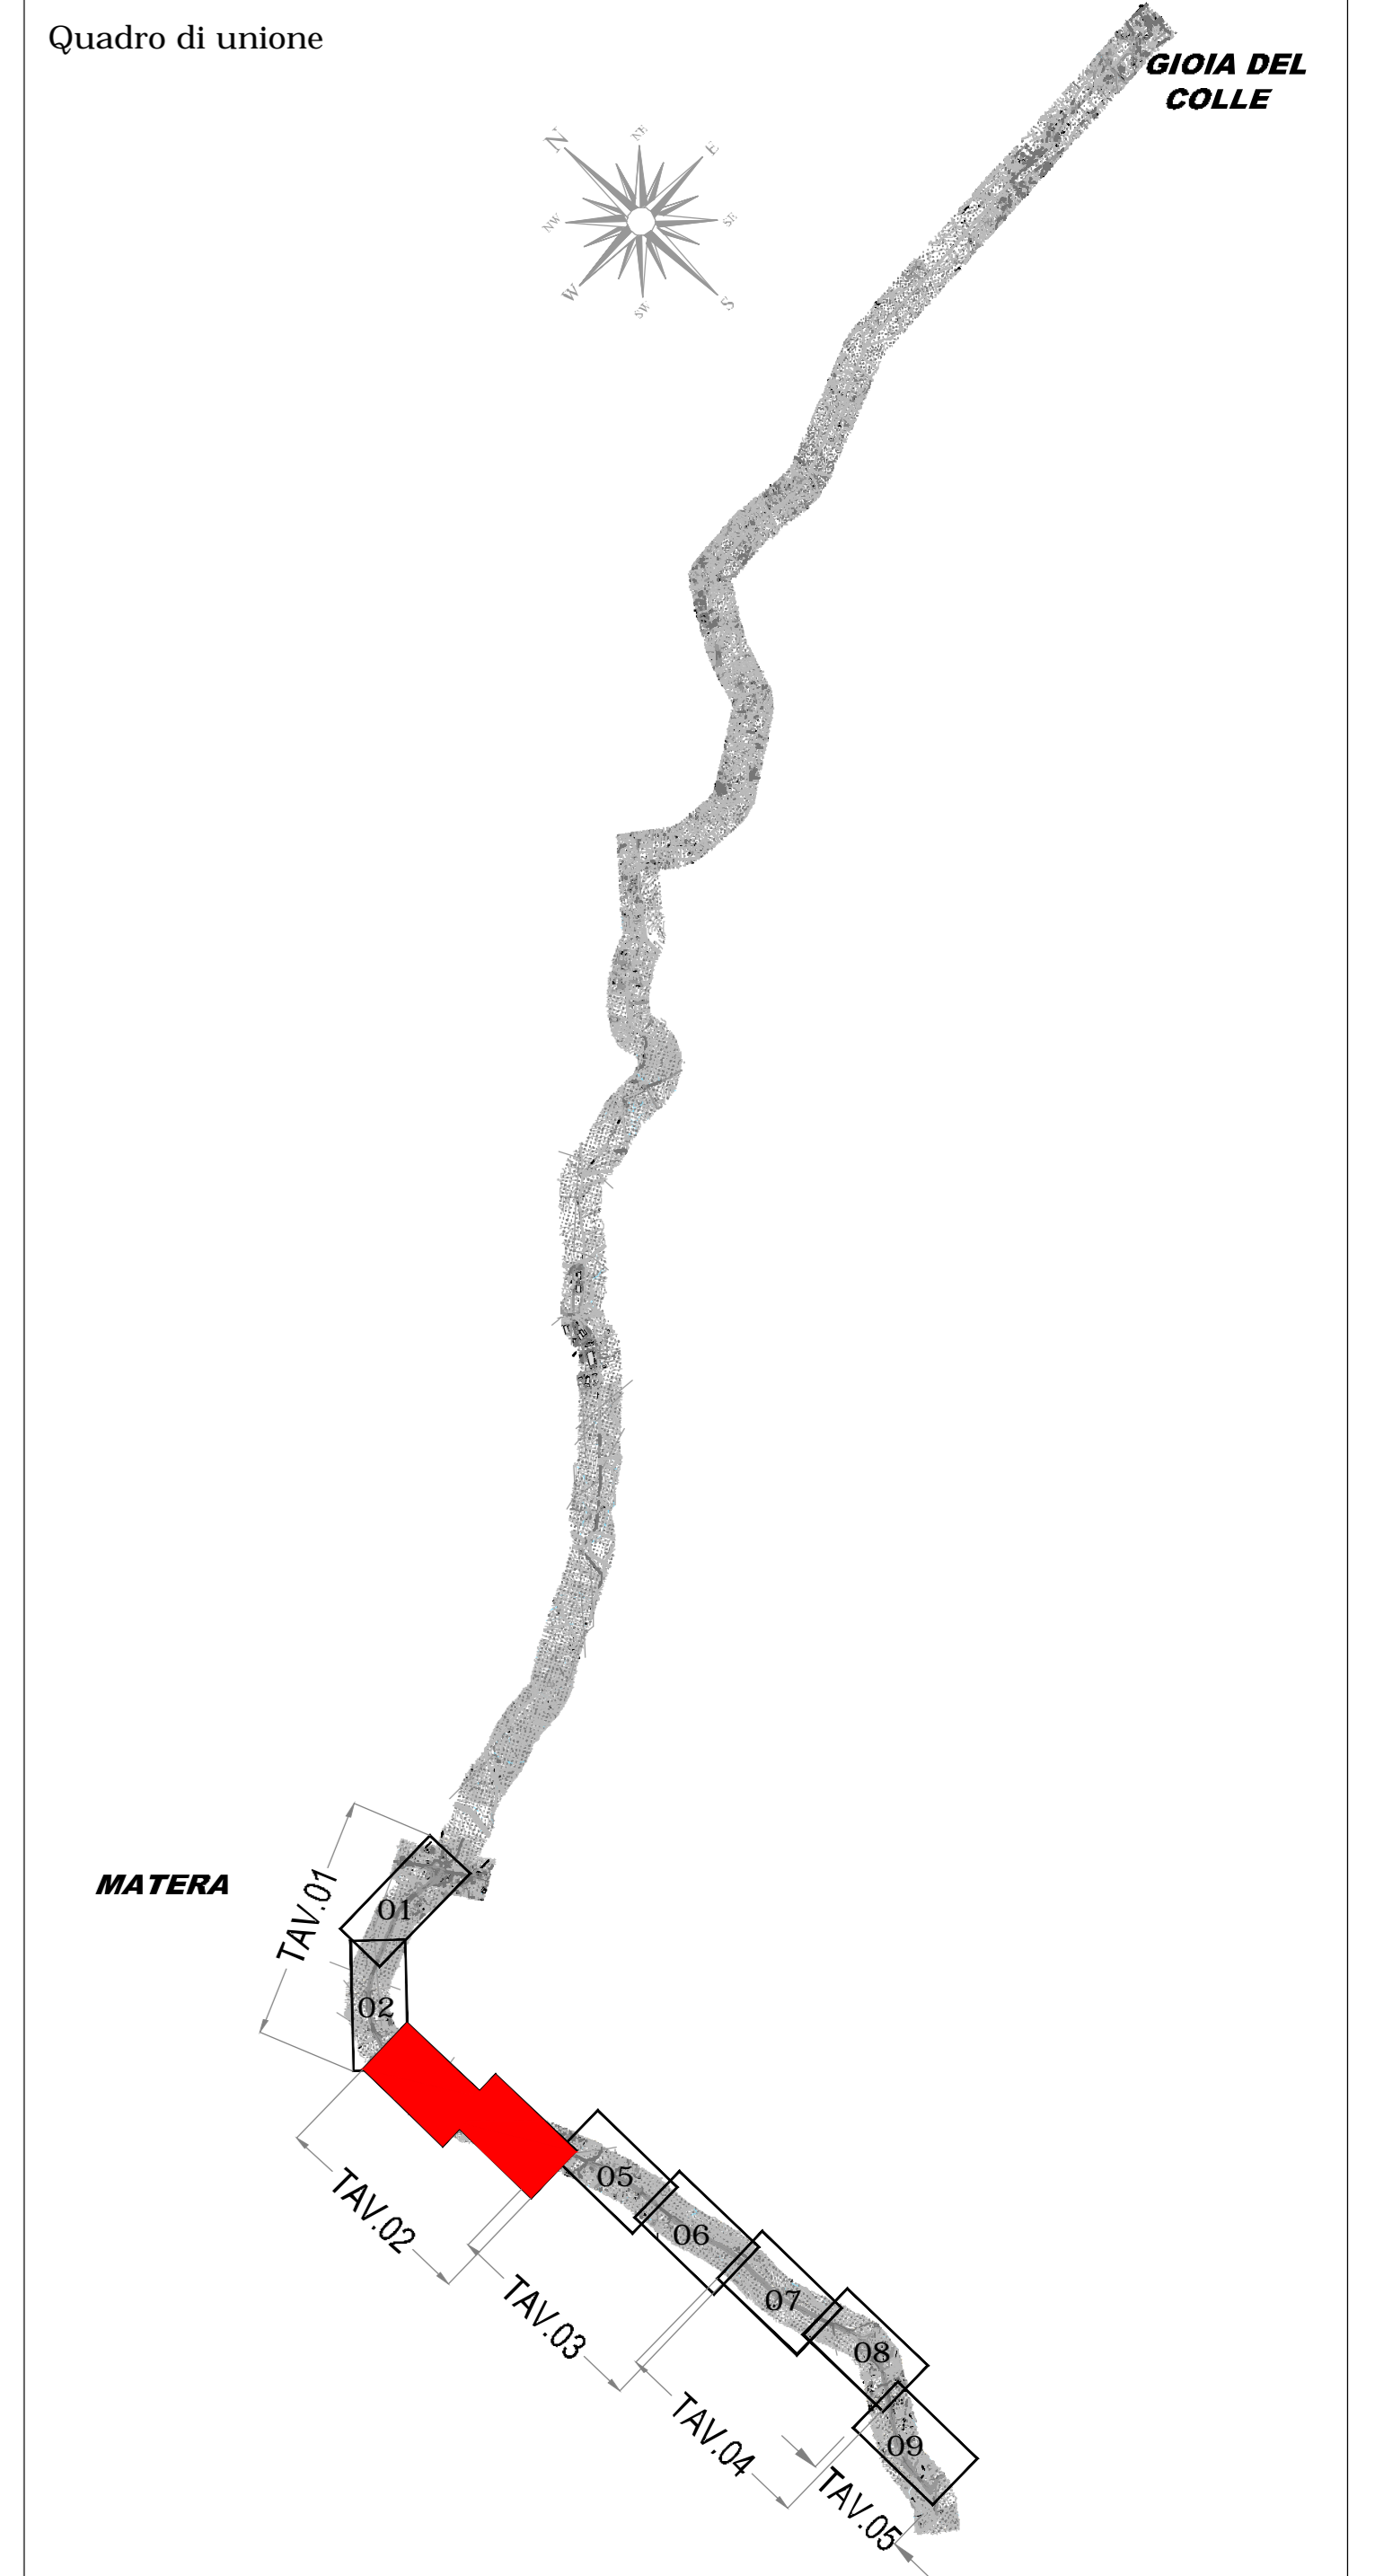 Quadro di unione
GIOIA DEL
COLLE
N
NE
E
NW
SE
W
SW
S
MATERA
TAV.01
01
02
TAV.02
05
06
TAV.03
07
08
TAV.04
09
TAV.05